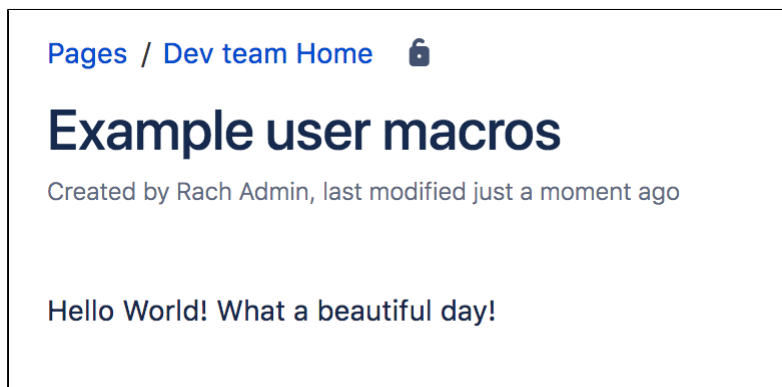 Pages / Dev team Home
Example user macros
Created by Rach Admin, last modified just a moment ago
Hello World! What a beautiful day!